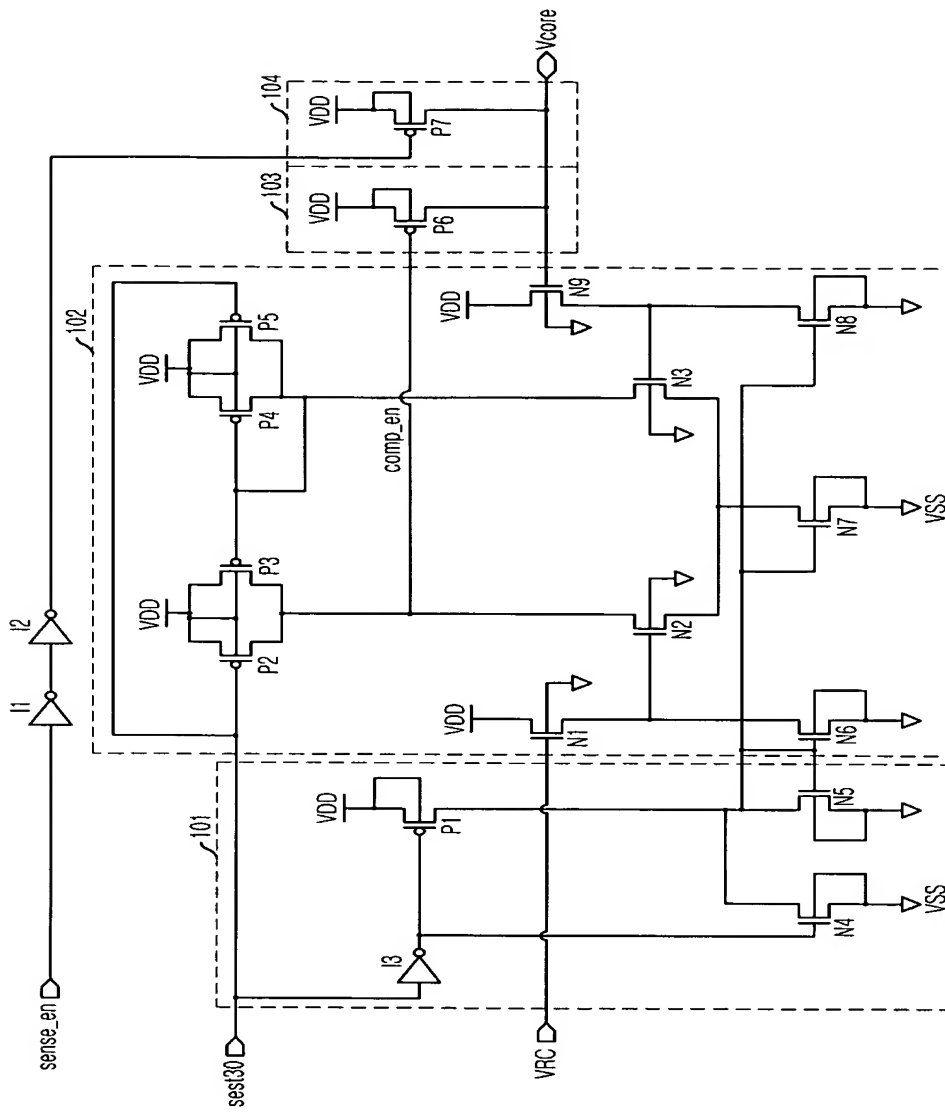 sense_en
I1
I2
104
VDD
P7
103
VDD
P6
Vcore
102
VDD
P5
P4
VDD
P3
P2
sest30
comp_en
101
VDD
P1
I3
VDD
N1
VDD
N9
N2
N3
VRC
N4
VSS
N5
N6
N7
VSS
N8